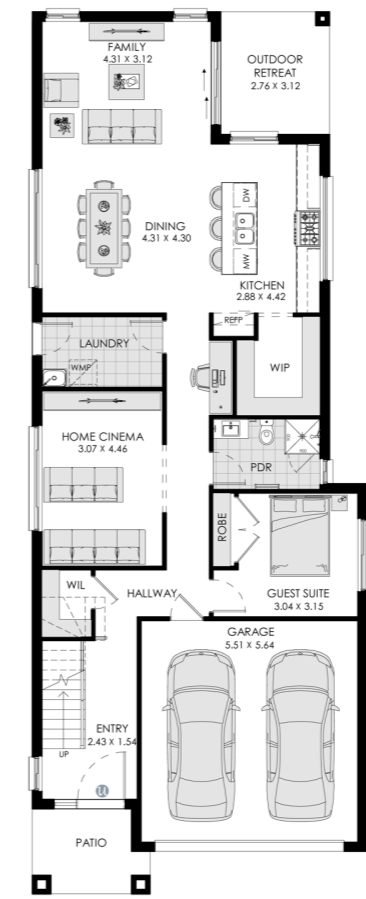 FAMILY
4.31 X 3.12
OUTDOOR
RETREAT
2.76 X 3.12
DINING
4.31 X 4.30
DW
MW
KITCHEN
2.88 X 4.42
REFP
LAUNDRY
WMP
WIP
HOME CINEMA
3.07 X 4.46
PDR
ROBE
WIL
HALLWAY
GUEST SUITE
3.04 X 3.15
GARAGE
5.51 X 5.64
ENTRY
2.43 X 1.54
UP
u
PATIO